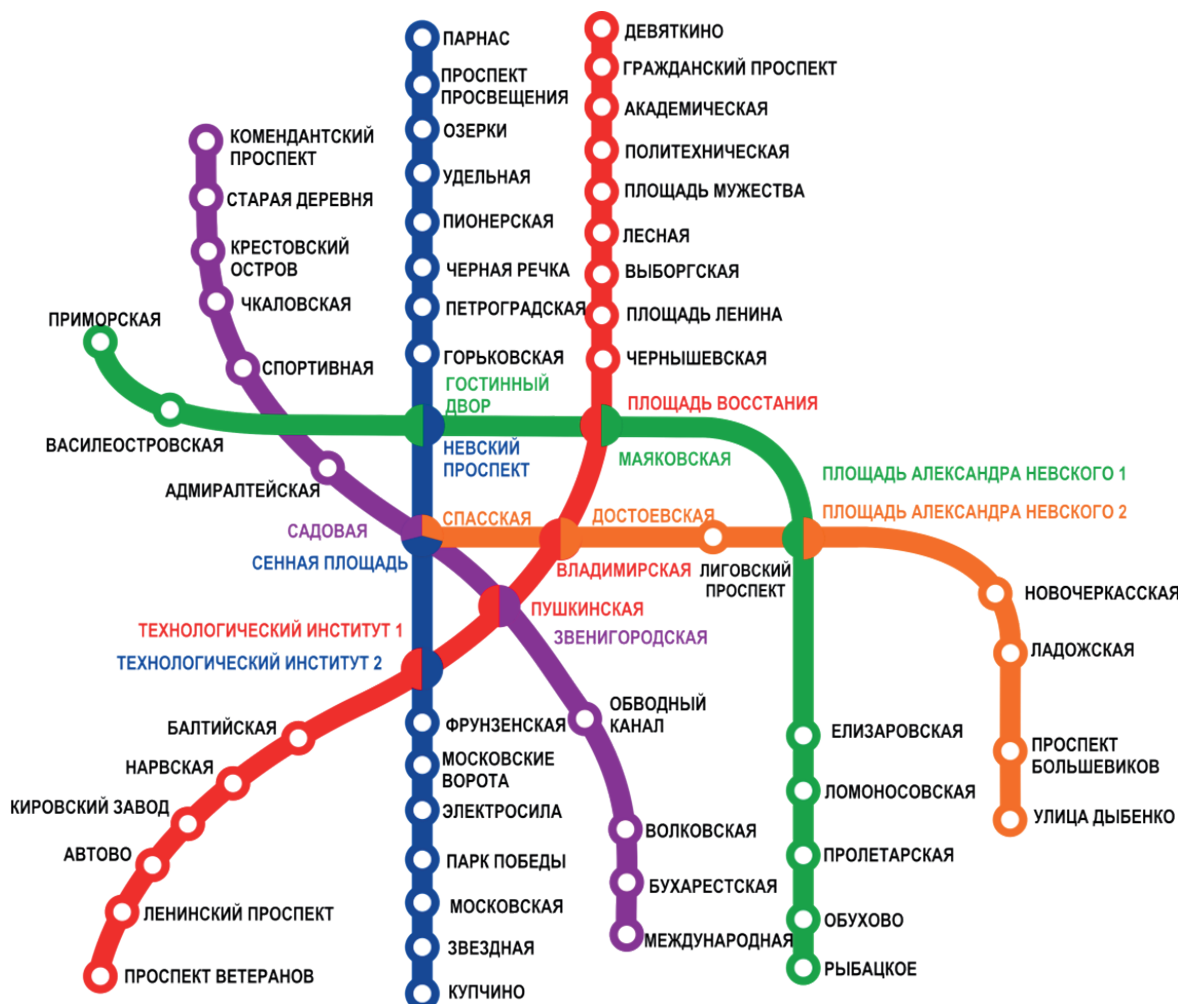 ПАРНАС
ПРОСПЕКТ
ПРОСВЕЩЕНИЯ
ОЗЕРКИ
УДЕЛЬНАЯ
ПИОНЕРСКАЯ
ЧЕРНАЯ РЕЧКА
ПЕТРОГРАДСКАЯ
ГОРЬКОВСКАЯ
ГОСТИННЫЙ
ДВОР
НЕВСКИЙ
ПРОСПЕКТ
ДЕВЯТКИНО
ГРАЖДАНСКИЙ ПРОСПЕКТ
АКАДЕМИЧЕСКАЯ
ПОЛИТЕХНИЧЕСКАЯ
ПЛОЩАДЬ МУЖЕСТВА
ЛЕСНАЯ
ВЫБОРГСКАЯ
ПЛОЩАДЬ ЛЕНИНА
ЧЕРНЫШЕВСКАЯ
ПЛОЩАДЬ ВОССТАНИЯ
МАЯКОВСКАЯ
КОМЕНДАНТСКИЙ
ПРОСПЕКТ
СТАРАЯ ДЕРЕВНЯ
КРЕСТОВСКИЙ
ОСТРОВ
ЧКАЛОВСКАЯ
СПОРТИВНАЯ
ПРИМОРСКАЯ
ВАСИЛЕОСТРОВСКАЯ
АДМИРАЛТЕЙСКАЯ
САДОВАЯ
СЕННАЯ ПЛОЩАДЬ
СПАССКАЯ
ДОСТОЕВСКАЯ
ВЛАДИМИРСКАЯ
ЛИГОВСКИЙ
ПРОСПЕКТ
ПЛОЩАДЬ АЛЕКСАНДРА НЕВСКОГО 1
ПЛОЩАДЬ АЛЕКСАНДРА НЕВСКОГО 2
ПУШКИНСКАЯ
ЗВЕНИГОРОДСКАЯ
ТЕХНОЛОГИЧЕСКИЙ ИНСТИТУТ 1
ТЕХНОЛОГИЧЕСКИЙ ИНСТИТУТ 2
НОВОЧЕРКАССКАЯ
ЛАДОЖСКАЯ
ПРОСПЕКТ
БОЛЬШЕВИКОВ
УЛИЦА ДЫБЕНКО
БАЛТИЙСКАЯ
НАРВСКАЯ
КИРОВСКИЙ ЗАВОД
АВТОВО
ЛЕНИНСКИЙ ПРОСПЕКТ
ПРОСПЕКТ ВЕТЕРАНОВ
ФРУНЗЕНСКАЯ
МОСКОВСКИЕ
ВОРОТА
ЭЛЕКТРОСИЛА
ПАРК ПОБЕДЫ
МОСКОВСКАЯ
ЗВЕЗДНАЯ
КУПЧИНО
ОБВОДНЫЙ
КАНАЛ
ВОЛКОВСКАЯ
БУХАРЕСТСКАЯ
МЕЖДУНАРОДНАЯ
ЕЛИЗАРОВСКАЯ
ЛОМОНОСОВСКАЯ
ПРОЛЕТАРСКАЯ
ОБУХОВО
РЫБАЦКОЕ